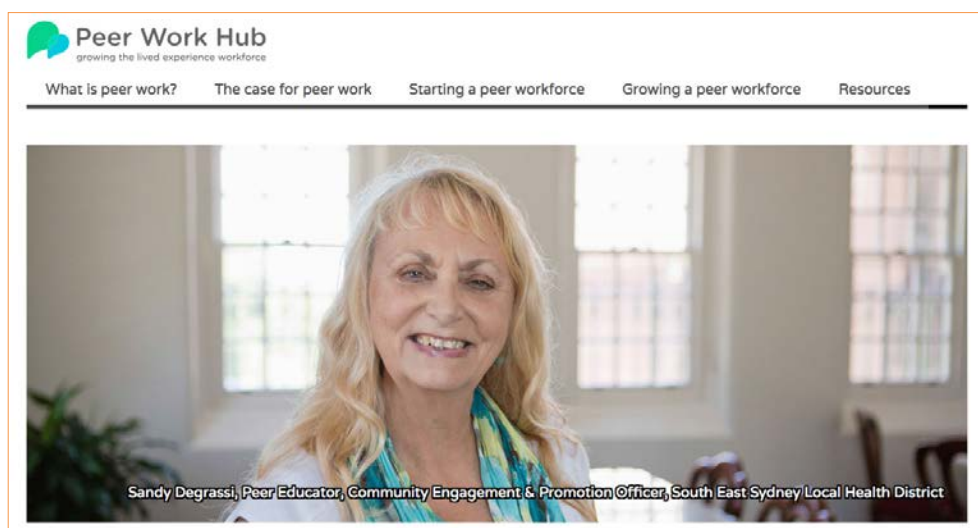 Peer Work Hub
growing the lived experience workforce
What is peer work? The case for peer work Starting a peer workforce Growing a peer workforce Resources
Sandy Degrassi, Peer Educator, Community Engagement & Promotion Officer, South East Sydney Local Health District